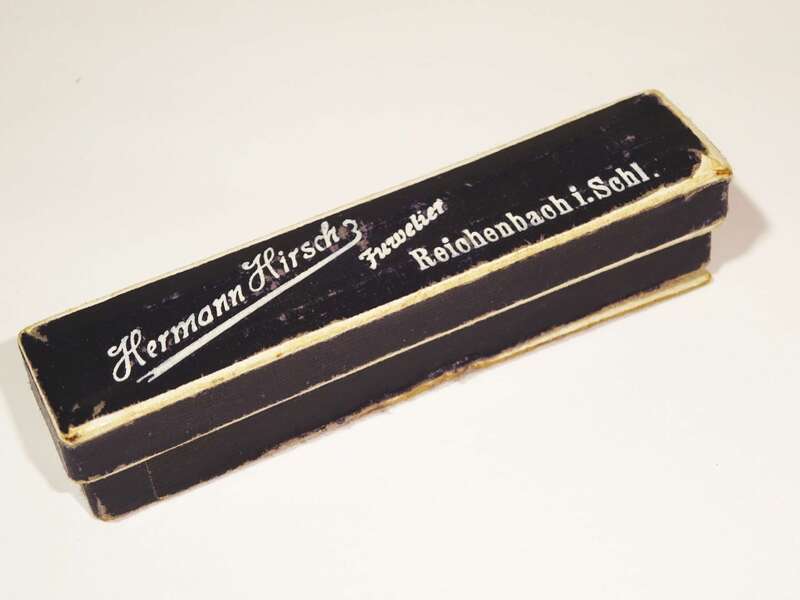 Hermann Hirsch
Juwelier
Reichenbach i. Schl.